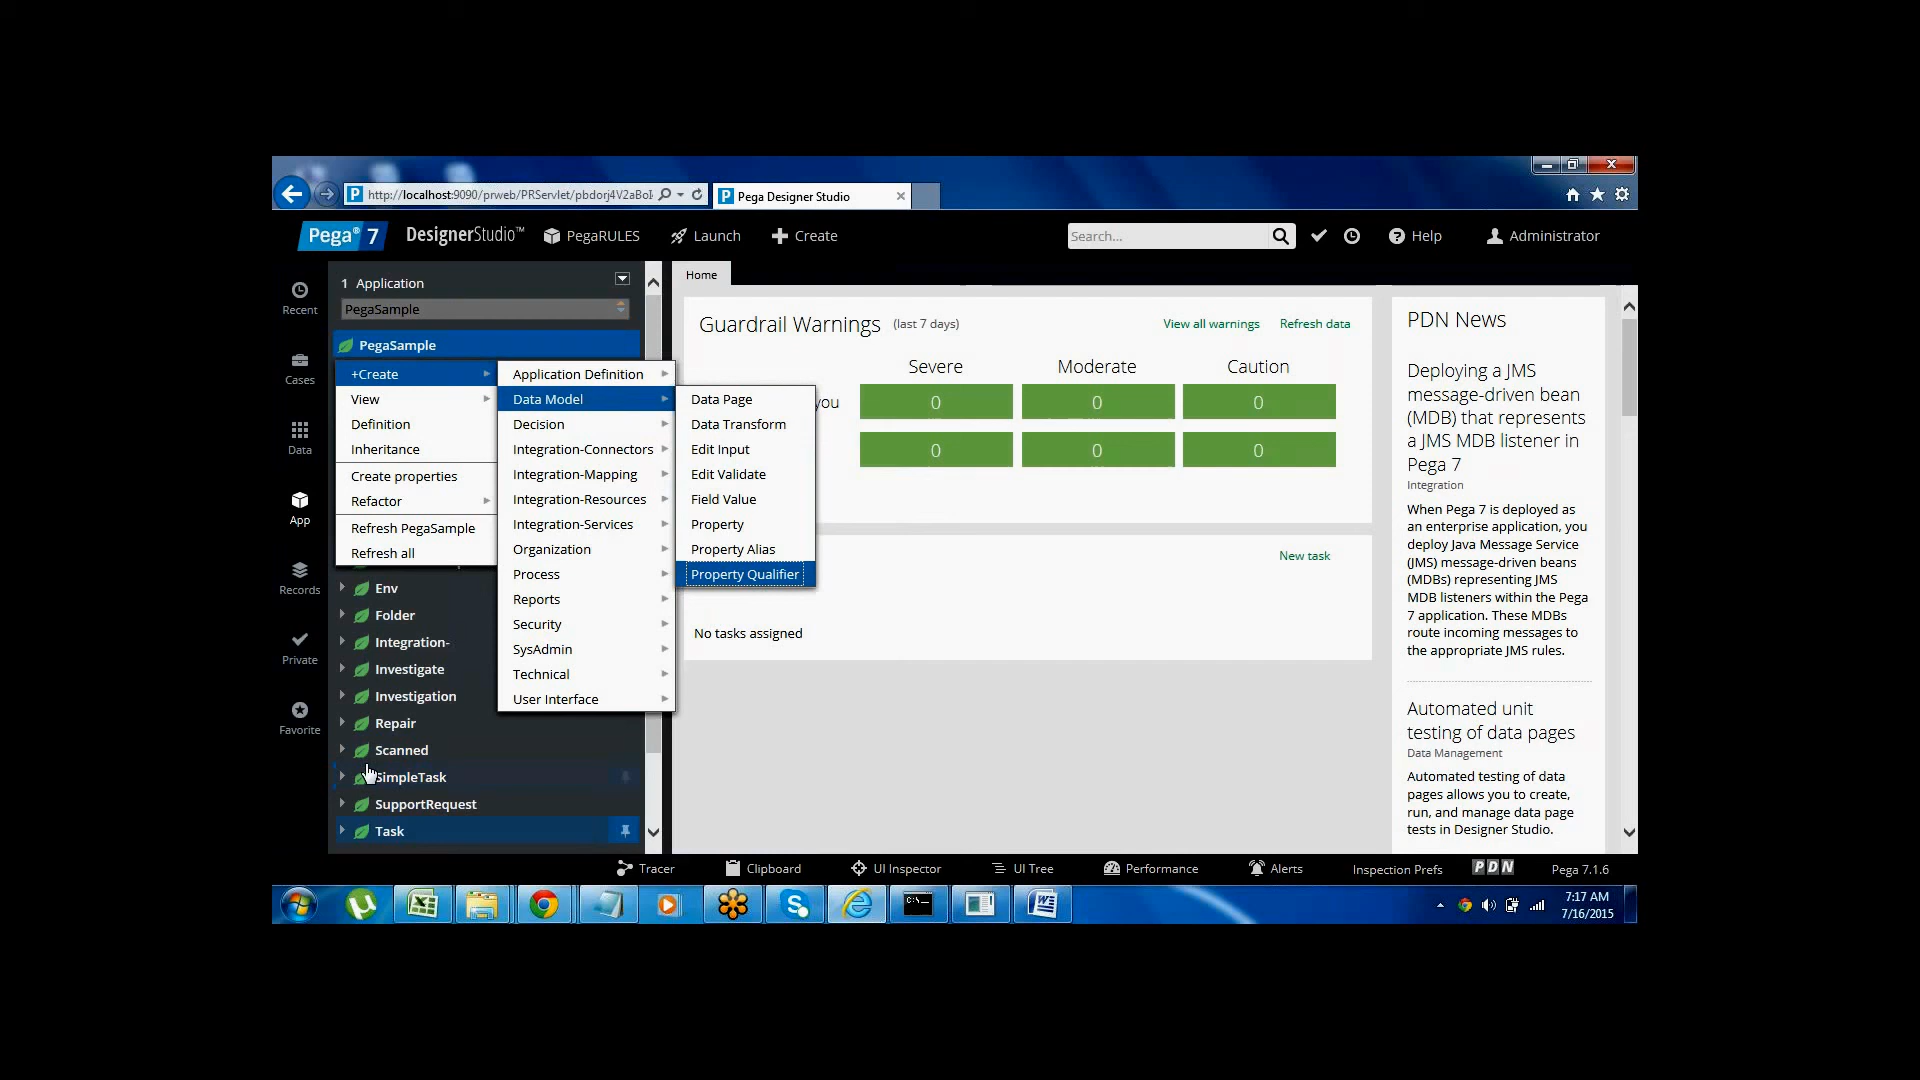 http://localhost:9090/prweb/PRServlet/pbdorj4V2aBoI
Pega Designer Studio
Pega® 7
DesignerStudio™
PegaRULES
Launch
Create
Search...
Help
Administrator
Recent
Cases
Data
App
Records
Private
Favorite
1 Application
PegaSample
PegaSample
+Create
View
Definition
Inheritance
Create properties
Refactor
Refresh PegaSample
Refresh all
Env
Folder
Integration-
Investigate
Investigation
Repair
Scanned
SimpleTask
SupportRequest
Task
Application Definition
Data Model
Decision
Integration-Connectors
Integration-Mapping
Integration-Resources
Integration-Services
Organization
Process
Reports
Security
SysAdmin
Technical
User Interface
Data Page
Data Transform
Edit Input
Edit Validate
Field Value
Property
Property Alias
Property Qualifier
Home
Guardrail Warnings (last 7 days)
View all warnings
Refresh data
Severe
Moderate
Caution
you
0
0
0
0
0
0
New task
No tasks assigned
PDN News
Deploying a JMS
message-driven bean
(MDB) that represents
a JMS MDB listener in
Pega 7
Integration
When Pega 7 is deployed as
an enterprise application, you
deploy Java Message Service
(JMS) message-driven beans
(MDBs) representing JMS
MDB listeners within the Pega
7 application. These MDBs
route incoming messages to
the appropriate JMS rules.
Automated unit
testing of data pages
Data Management
Automated testing of data
pages allows you to create,
run, and manage data page
tests in Designer Studio.
Tracer
Clipboard
UI Inspector
UI Tree
Performance
Alerts
Inspection Prefs
PDN
Pega 7.1.6
7:17 AM
7/16/2015